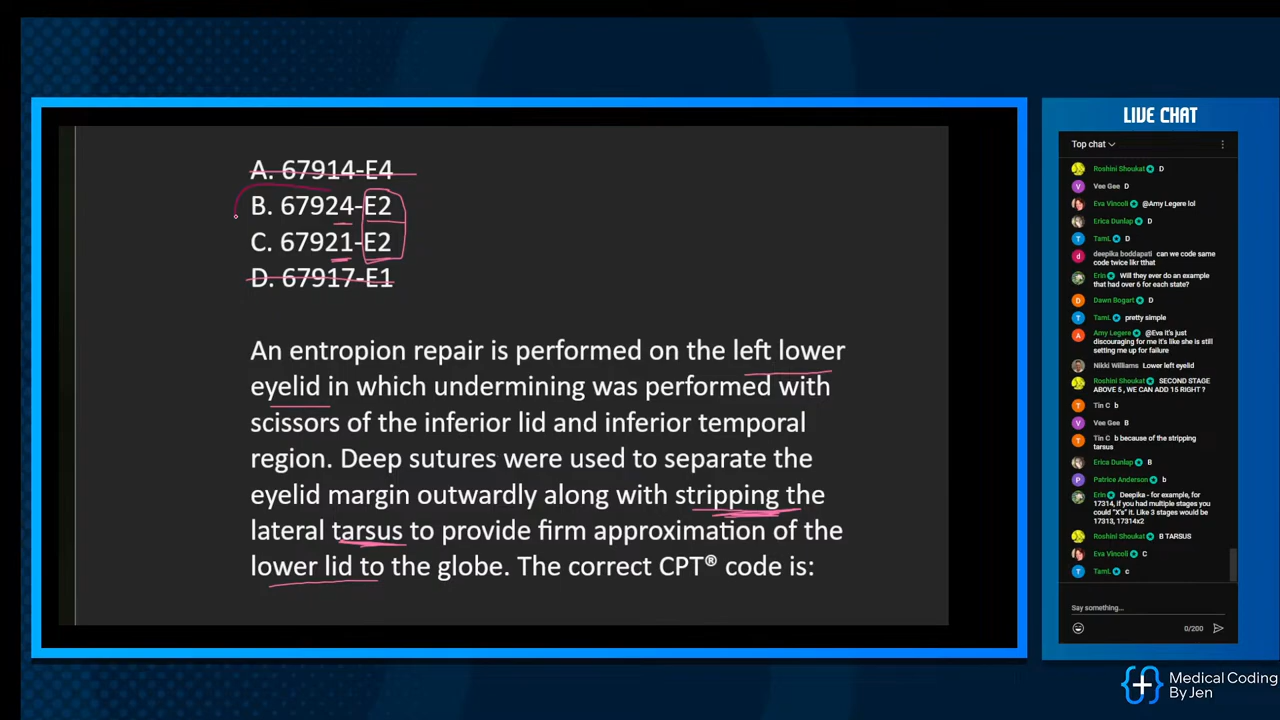 A. 67914-E4
B. 67924-E2
C. 67921-E2
D. 67917-E1
An entropion repair is performed on the left lower
eyelid in which undermining was performed with
scissors of the inferior lid and inferior temporal
region. Deep sutures were used to separate the
eyelid margin outwardly along with stripping the
lateral tarsus to provide firm approximation of the
lower lid to the globe. The correct CPT® code is:
LIVE CHAT
Top chat
Roshini Shoukat D
V Vee Gee D
Eva Vincoli @Amy Legere lol
Erica Dunlap D
T TamL D
d deepika boddapati can we code same
code twice likr tthat
Erin Will they ever do an example
that had over 6 for each state?
D Dawn Bogart D
T TamL pretty simple
A Amy Legere @Eva it's just
discouraging for me it's like she is still
setting me up for failure
Nikki Williams Lower left eyelid
Roshini Shoukat SECOND STAGE
ABOVE 5 , WE CAN ADD 15 RIGHT ?
T Tin C b
V Vee Gee B
T Tin C b because of the stripping
tarsus
Erica Dunlap B
P Patrice Anderson b
Erin Deepika - for example, for
17314, if you had multiple stages you
could "X's" it. Like 3 stages would be
17313, 17314x2
Roshini Shoukat B TARSUS
Eva Vincoli C
T TamL c
Say something...
0/200
Medical Coding
By Jen